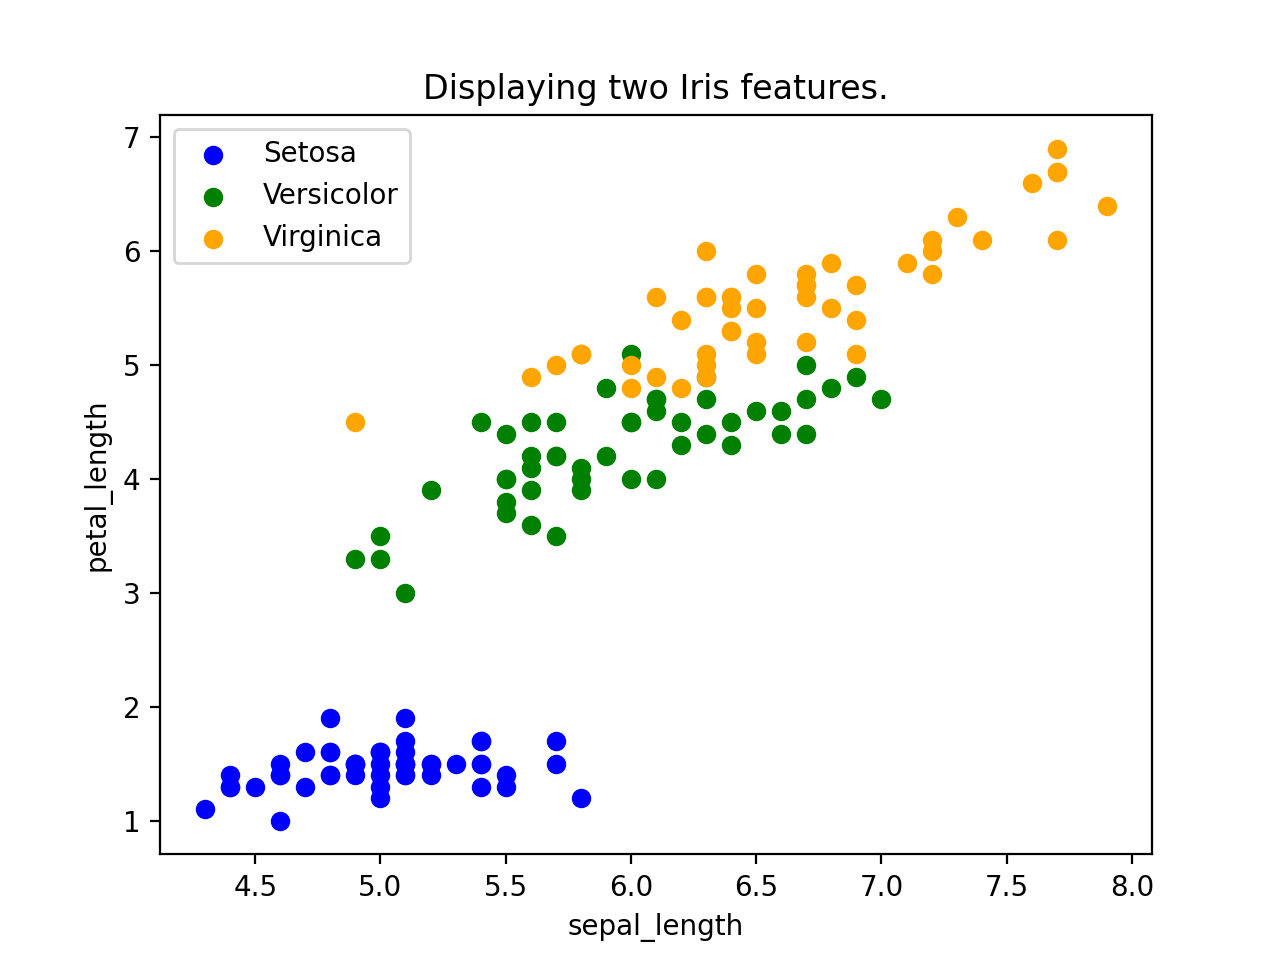 Displaying two Iris features.
Setosa
Versicolor
Virginica
7
6
5
4
3
2
1
petal_length
4.5 5.0 5.5 6.0 6.5 7.0 7.5 8.0
sepal_length